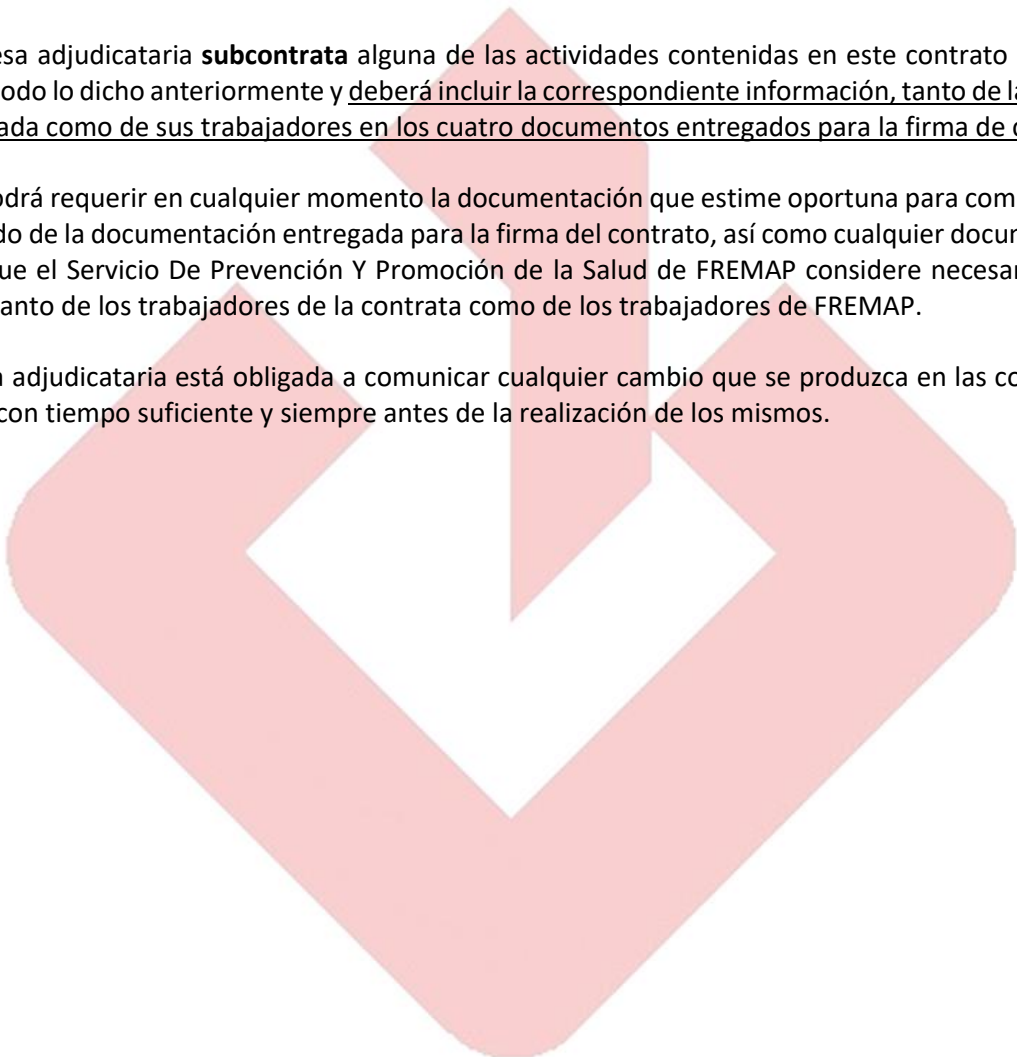 esa adjudicataria subcontrata alguna de las actividades contenidas en este contrato
odo lo dicho anteriormente y deberá incluir la correspondiente información, tanto de la
ada como de sus trabajadores en los cuatro documentos entregados para la firma de
odrá requerir en cualquier momento la documentación que estime oportuna para com
do de la documentación entregada para la firma del contrato, así como cualquier docu
ue el Servicio De Prevención Y Promoción de la Salud de FREMAP considere necesar
tanto de los trabajadores de la contrata como de los trabajadores de FREMAP.
a adjudicataria está obligada a comunicar cualquier cambio que se produzca en las co
con tiempo suficiente y siempre antes de la realización de los mismos.